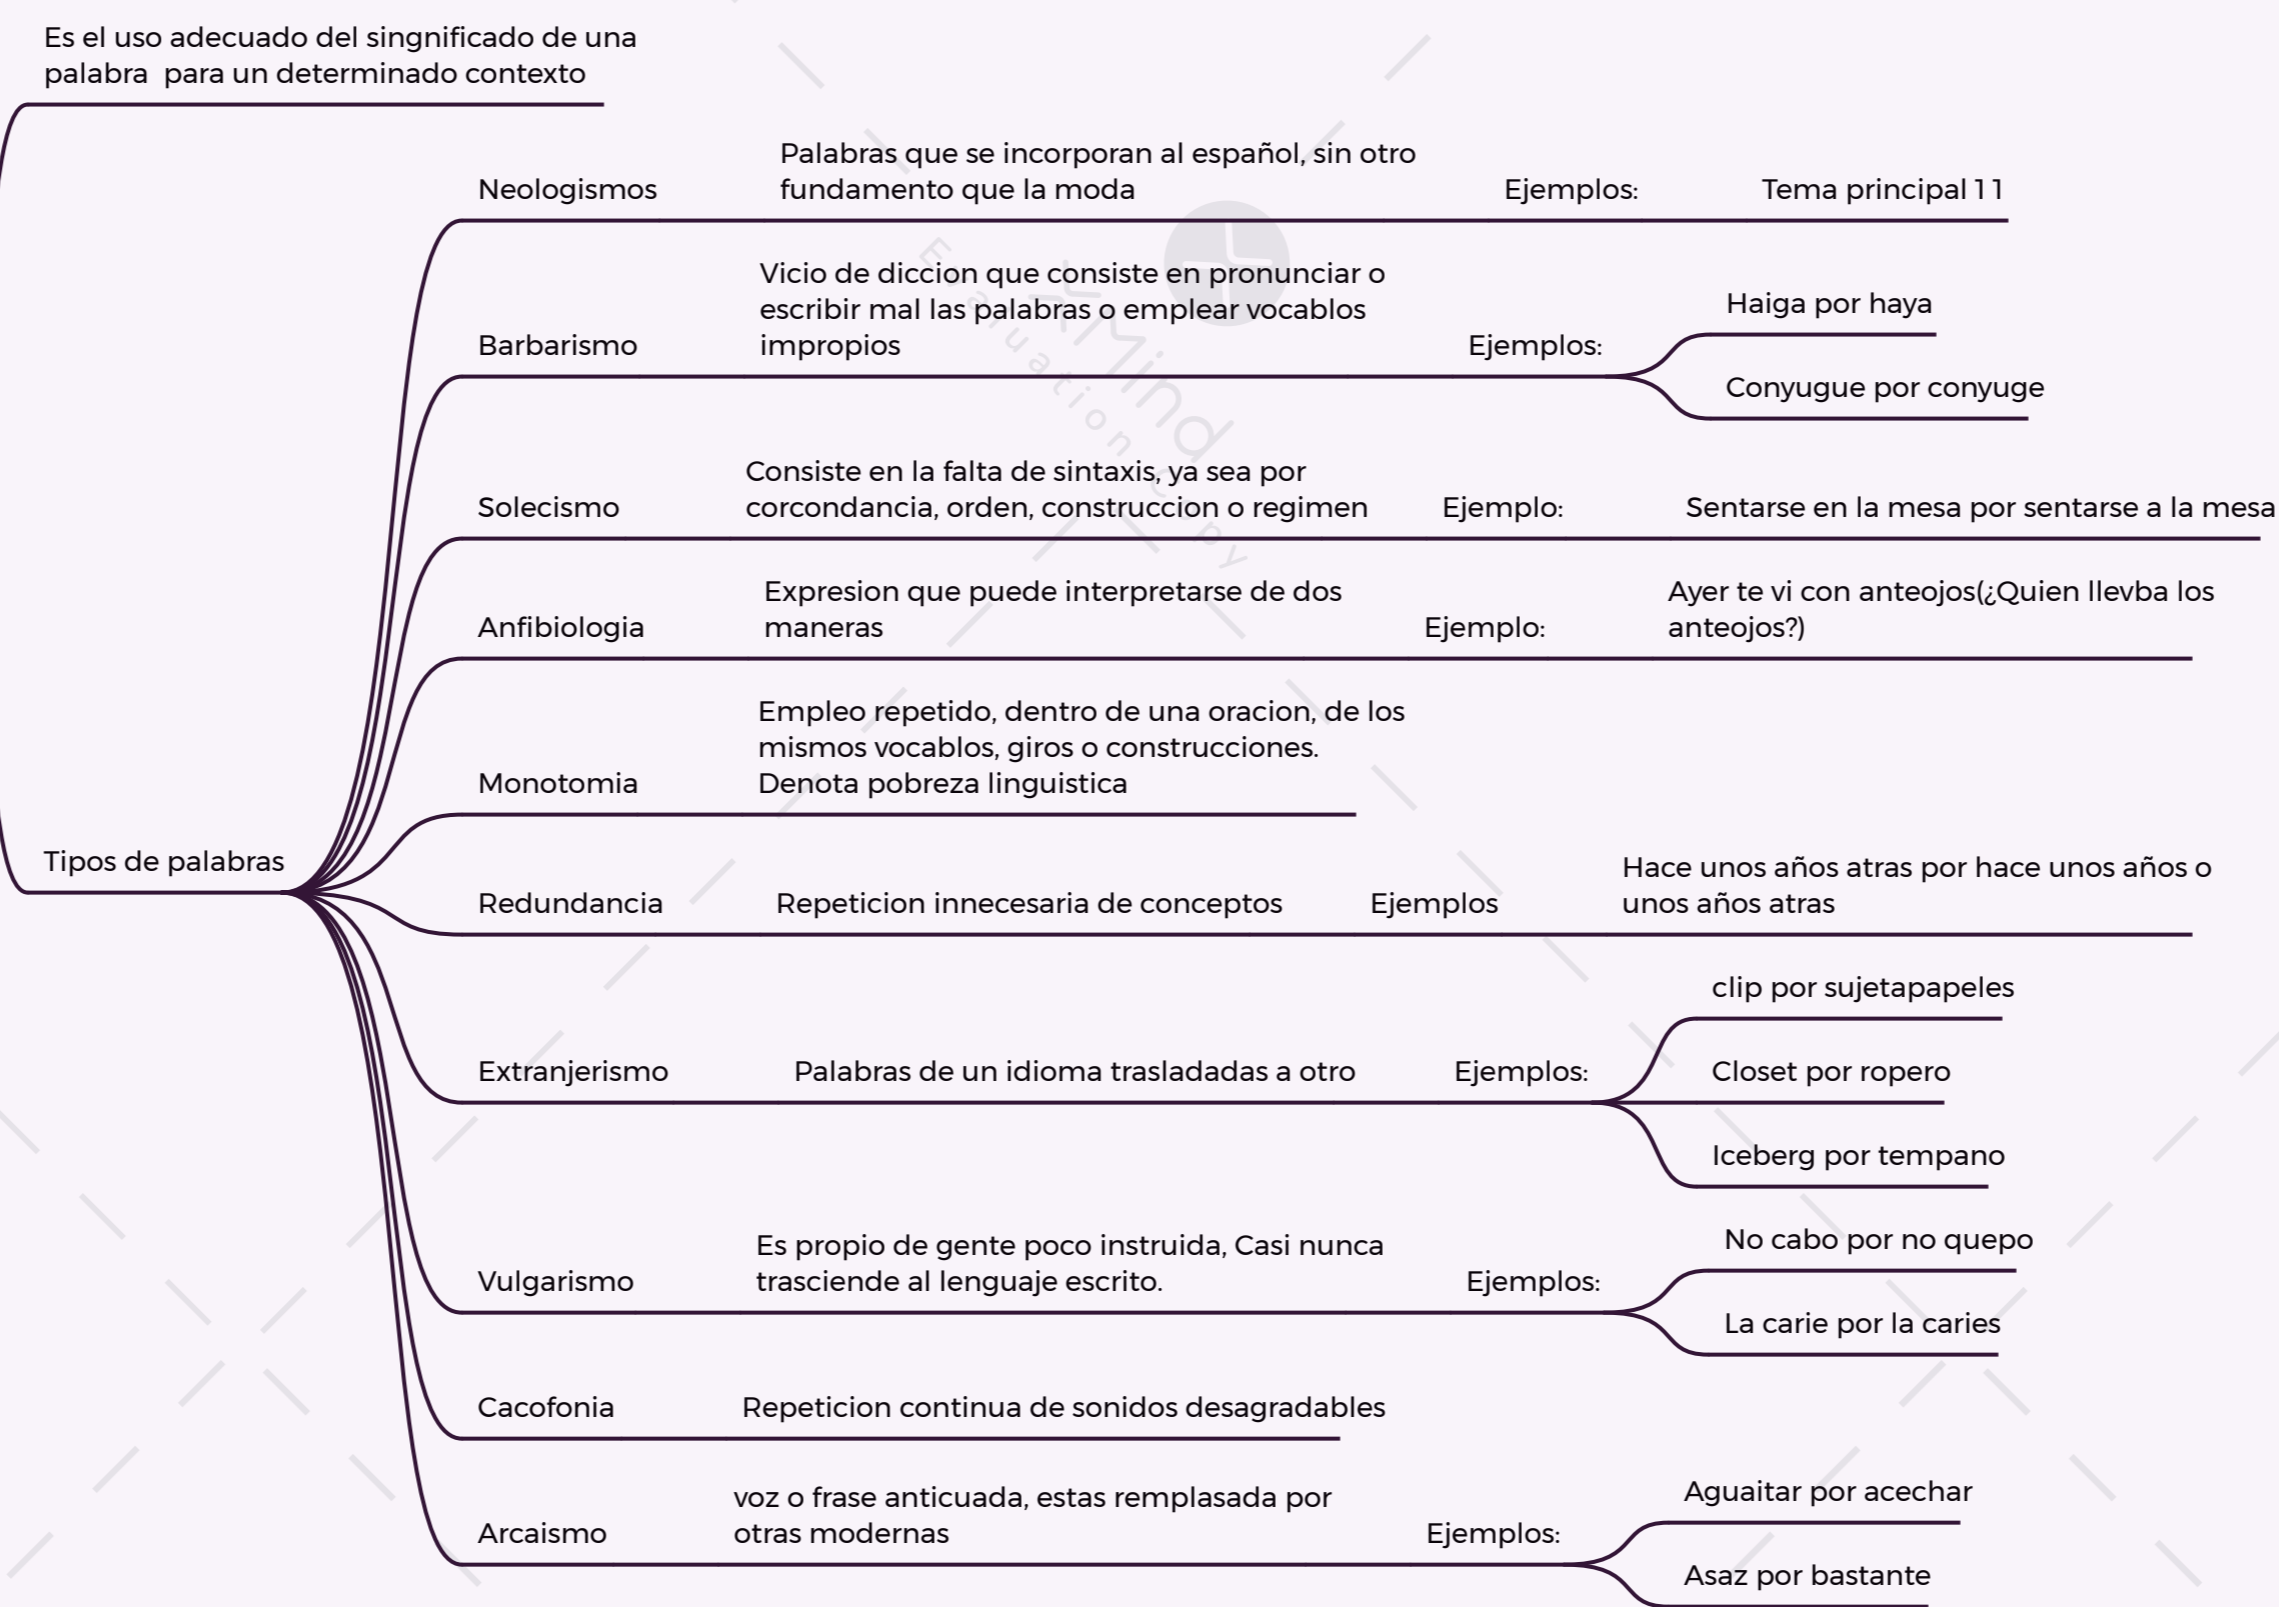 Es el uso adecuado del singnificado de una
palabra  para un determinado contexto
Tipos de palabras
Neologismos
Palabras que se incorporan al español, sin otro
fundamento que la moda
Ejemplos:
Tema principal 11
Barbarismo
Vicio de diccion que consiste en pronunciar o
escribir mal las palabras o emplear vocablos
impropios
Ejemplos:
Haiga por haya
Conyugue por conyuge
Solecismo
Consiste en la falta de sintaxis, ya sea por
corcondancia, orden, construccion o regimen
Ejemplo:
Sentarse en la mesa por sentarse a la mesa
Anfibiologia
Expresion que puede interpretarse de dos
maneras
Ejemplo:
Ayer te vi con anteojos(¿Quien llevba los
anteojos?)
Monotomia
Empleo repetido, dentro de una oracion, de los
mismos vocablos, giros o construcciones.
Denota pobreza linguistica
Redundancia
Repeticion innecesaria de conceptos
Ejemplos
Hace unos años atras por hace unos años o
unos años atras
Extranjerismo
Palabras de un idioma trasladadas a otro
Ejemplos:
clip por sujetapapeles
Closet por ropero
Iceberg por tempano
Vulgarismo
Es propio de gente poco instruida, Casi nunca
trasciende al lenguaje escrito.
Ejemplos:
No cabo por no quepo
La carie por la caries
Cacofonia
Repeticion continua de sonidos desagradables
Arcaismo
voz o frase anticuada, estas remplasada por
otras modernas
Ejemplos:
Aguaitar por acechar
Asaz por bastante
XMind
Evaluation Copy